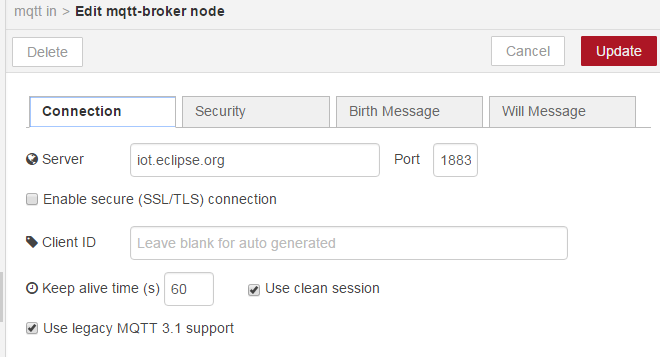 mqtt in > Edit mqtt-broker node
Delete Cancel Update
Connection Security Birth Message Will Message
Server iot.eclipse.org Port 1883
Enable secure (SSL/TLS) connection
Client ID Leave blank for auto generated
Keep alive time (s) 60 Use clean session
Use legacy MQTT 3.1 support